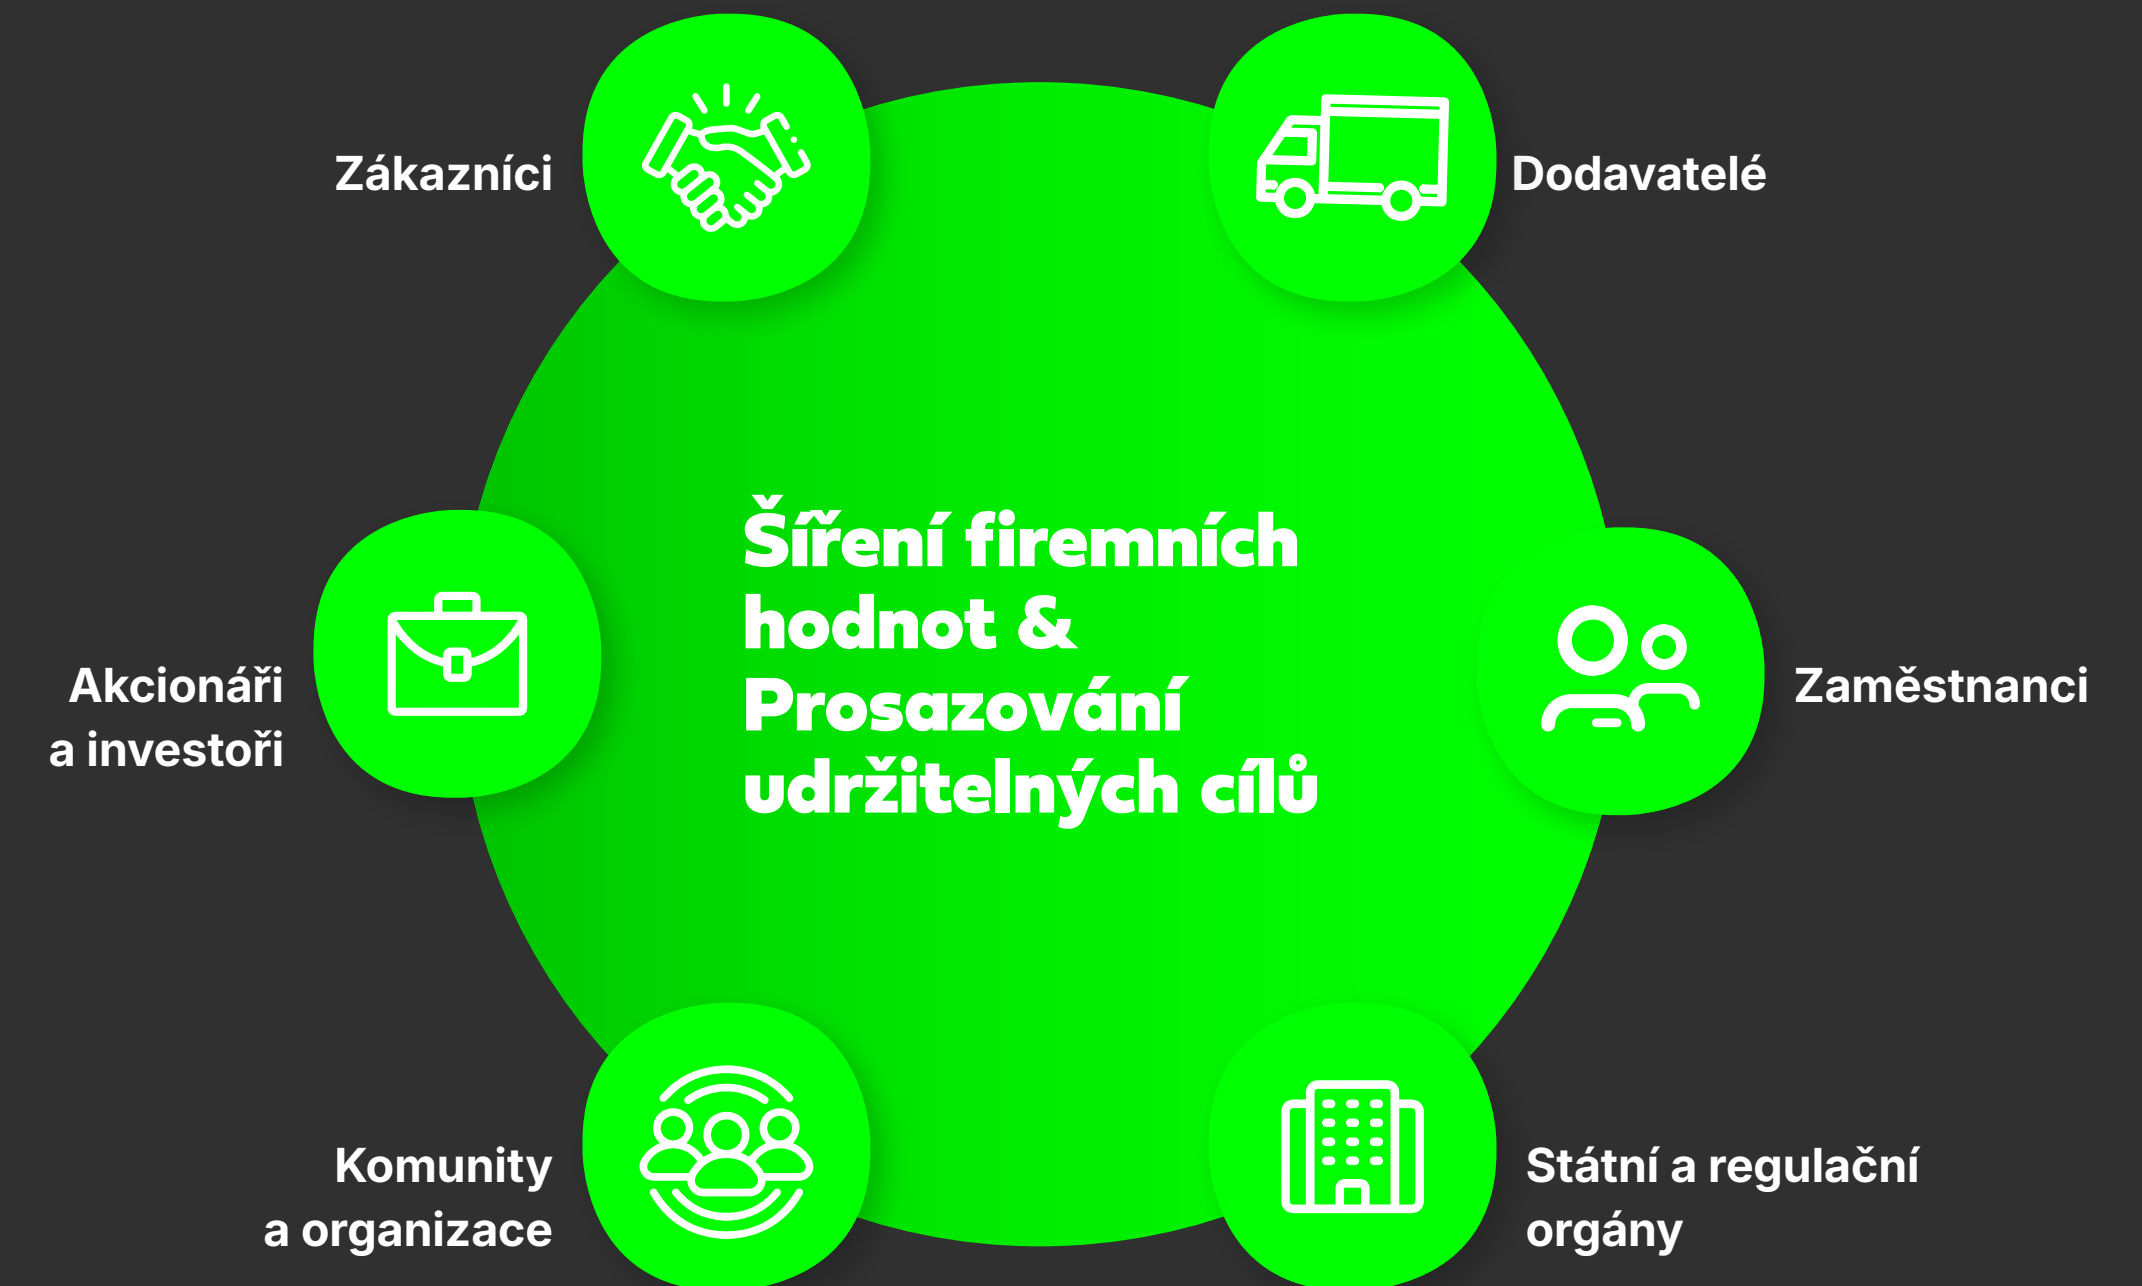 Zákazníci
Dodavatelé
Šíření firemních
hodnot &
Prosazování
udržitelných cílů
Akcionáři
a investoři
Zaměstnanci
Komunity
a organizace
Státní a regulační
orgány